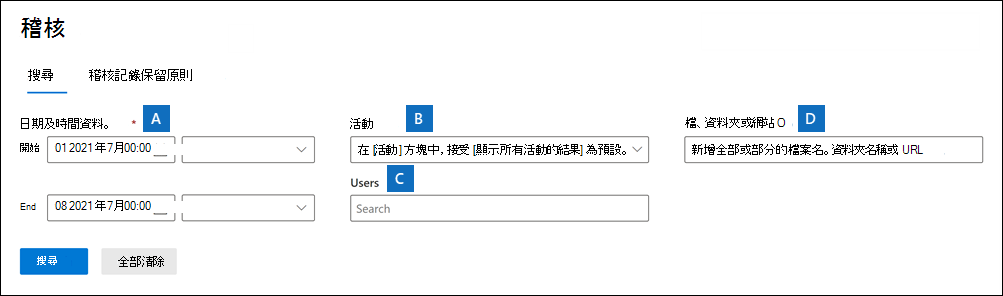 稽核
搜尋 稽核記錄保留原則
日期及時間資料。 * A
活動 B
檔、資料夾或網站 D
開始 01 2021 年 7月00:00
在 [活動] 方塊中，接受 [顯示所有活動的結果] 為預設。
新增全部或部分的檔案名。資料夾名稱或 URL
Users C
End 08 2021 年 7月00:00
Search
搜尋 全部清除